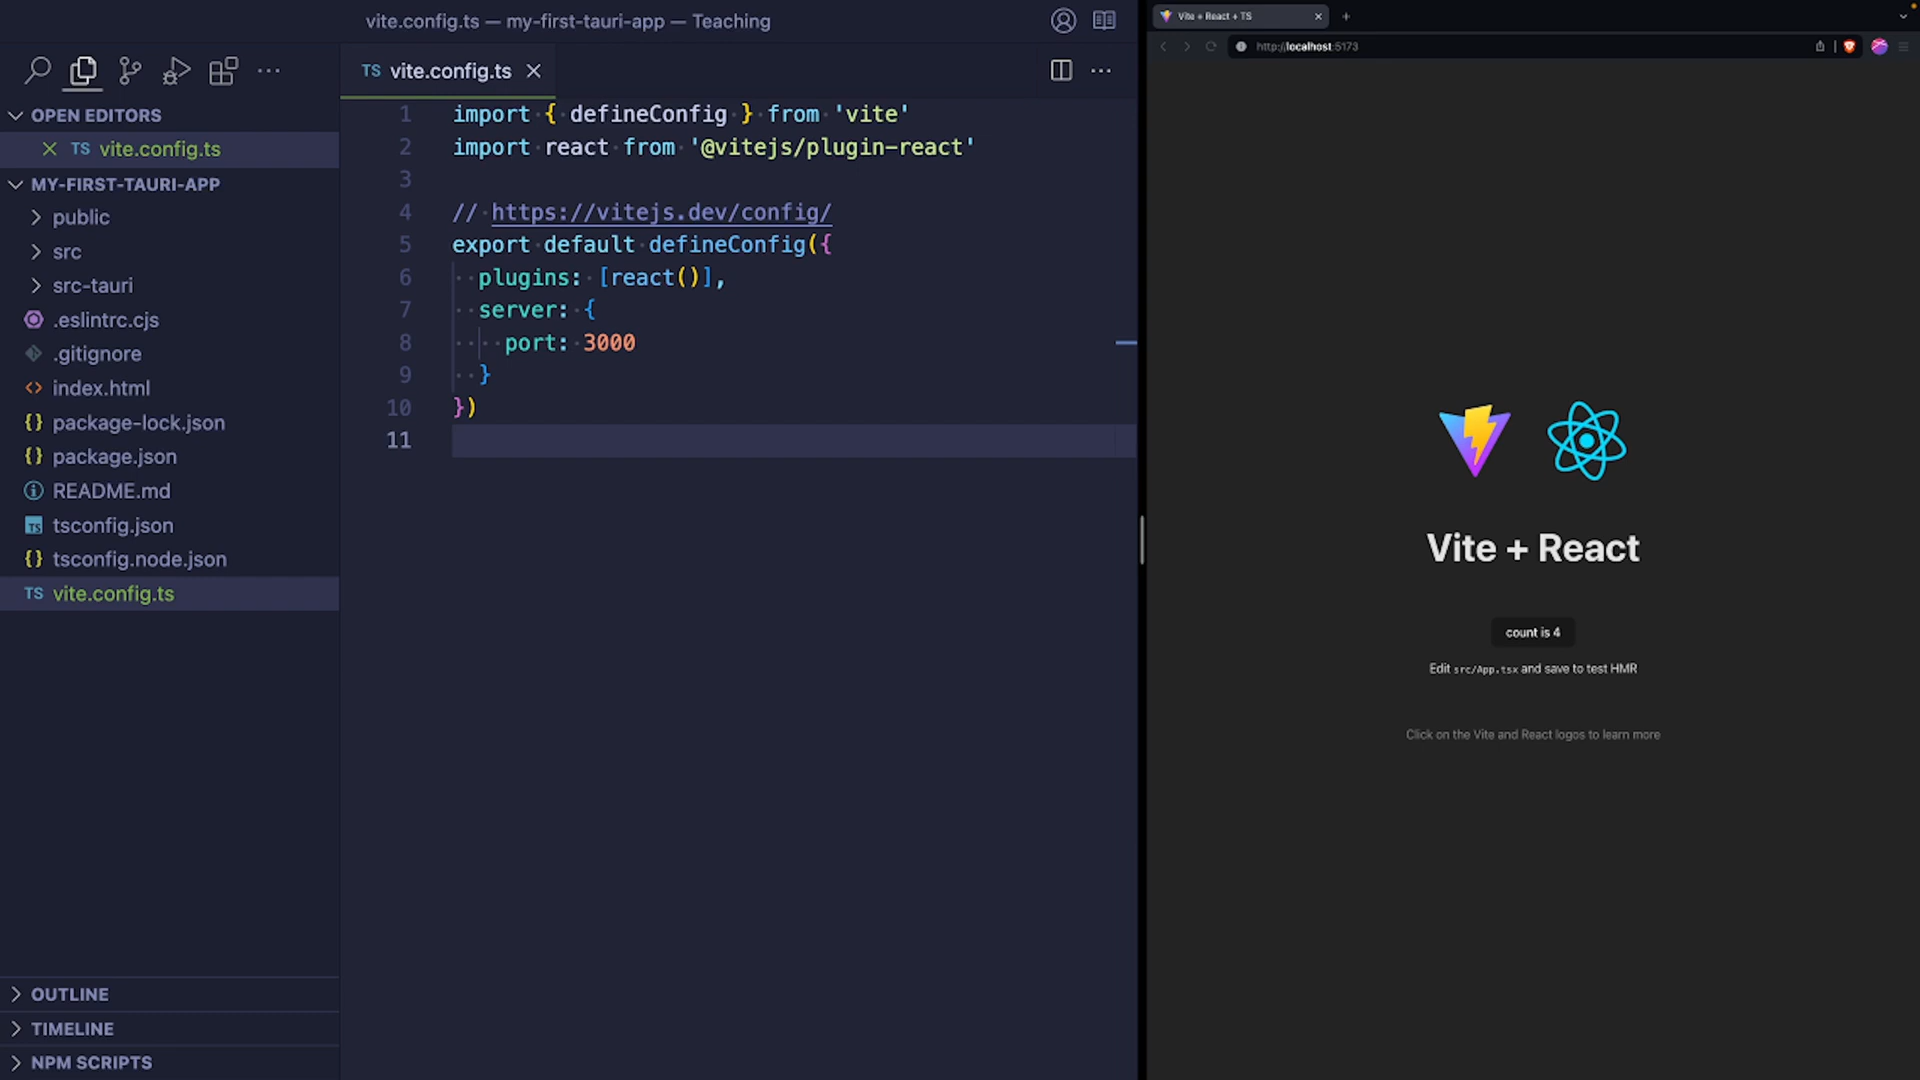 vite.config.ts — my-first-tauri-app — Teaching
OPEN EDITORS
TS vite.config.ts
MY-FIRST-TAURI-APP
public
src
src-tauri
.eslintrc.cjs
.gitignore
index.html
{} package-lock.json
{} package.json
README.md
TS tsconfig.json
{} tsconfig.node.json
TS vite.config.ts
OUTLINE
TIMELINE
NPM SCRIPTS
TS vite.config.ts
1 import { defineConfig } from 'vite'
2 import react from '@vitejs/plugin-react'
3
4 // https://vitejs.dev/config/
5 export default defineConfig({
6 plugins: [react()],
7 server: {
8 port: 3000
9 }
10 })
11
Vite + React + TS
http://localhost:5173
Vite + React
count is 4
Edit src/App.tsx and save to test HMR
Click on the Vite and React logos to learn more